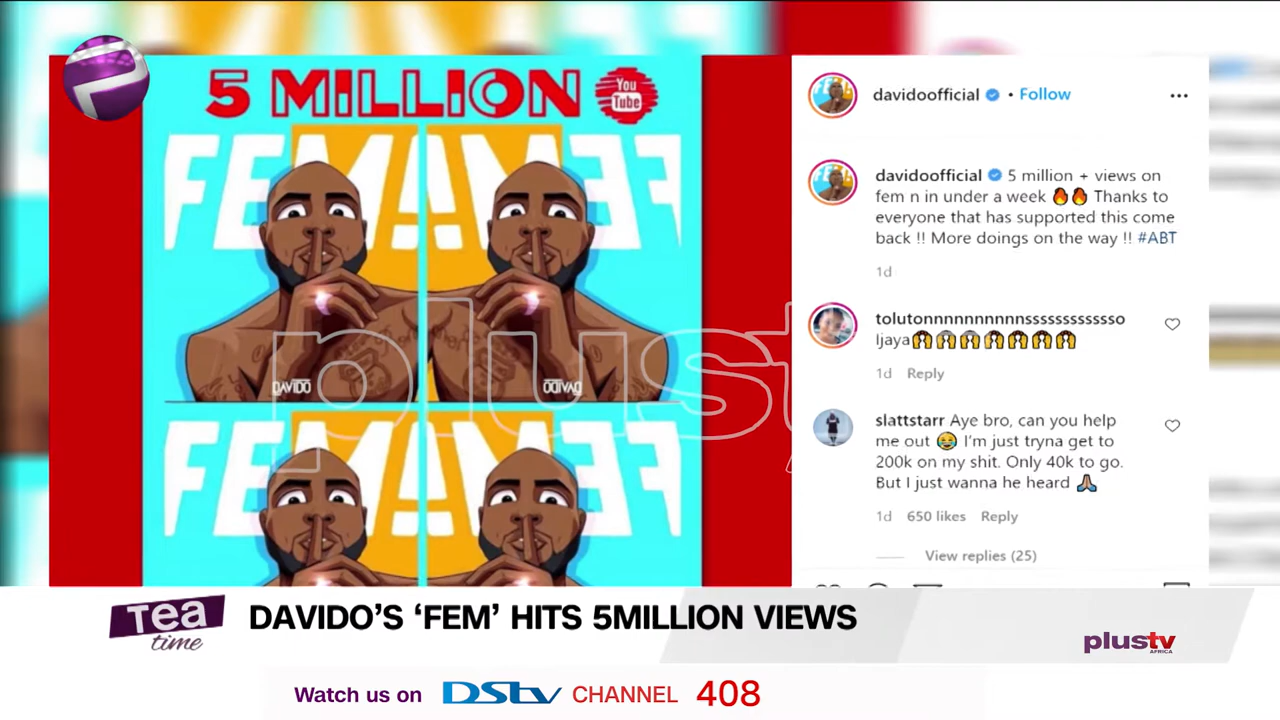 5 MILLION
You
Tube
FEM
DAVIDO
FEM
davidoofficial • Follow
davidoofficial 5 million + views on
fem n in under a week 🔥🔥 Thanks to
everyone that has supported this come
back !! More doings on the way !! #ABT
1d
tolutonnnnnnnnnnsssssssssssso
Ijaya
1d Reply
slattstarr Aye bro, can you help
me out 😂 I'm just tryna get to
200k on my shit. Only 40k to go.
But I just wanna he heard 🙏🏽
1d 650 likes Reply
View replies (25)
plus
Tea
time
DAVIDO'S ‘FEM’ HITS 5MILLION VIEWS
plustv
AFRICA
Watch us on DStv CHANNEL 408